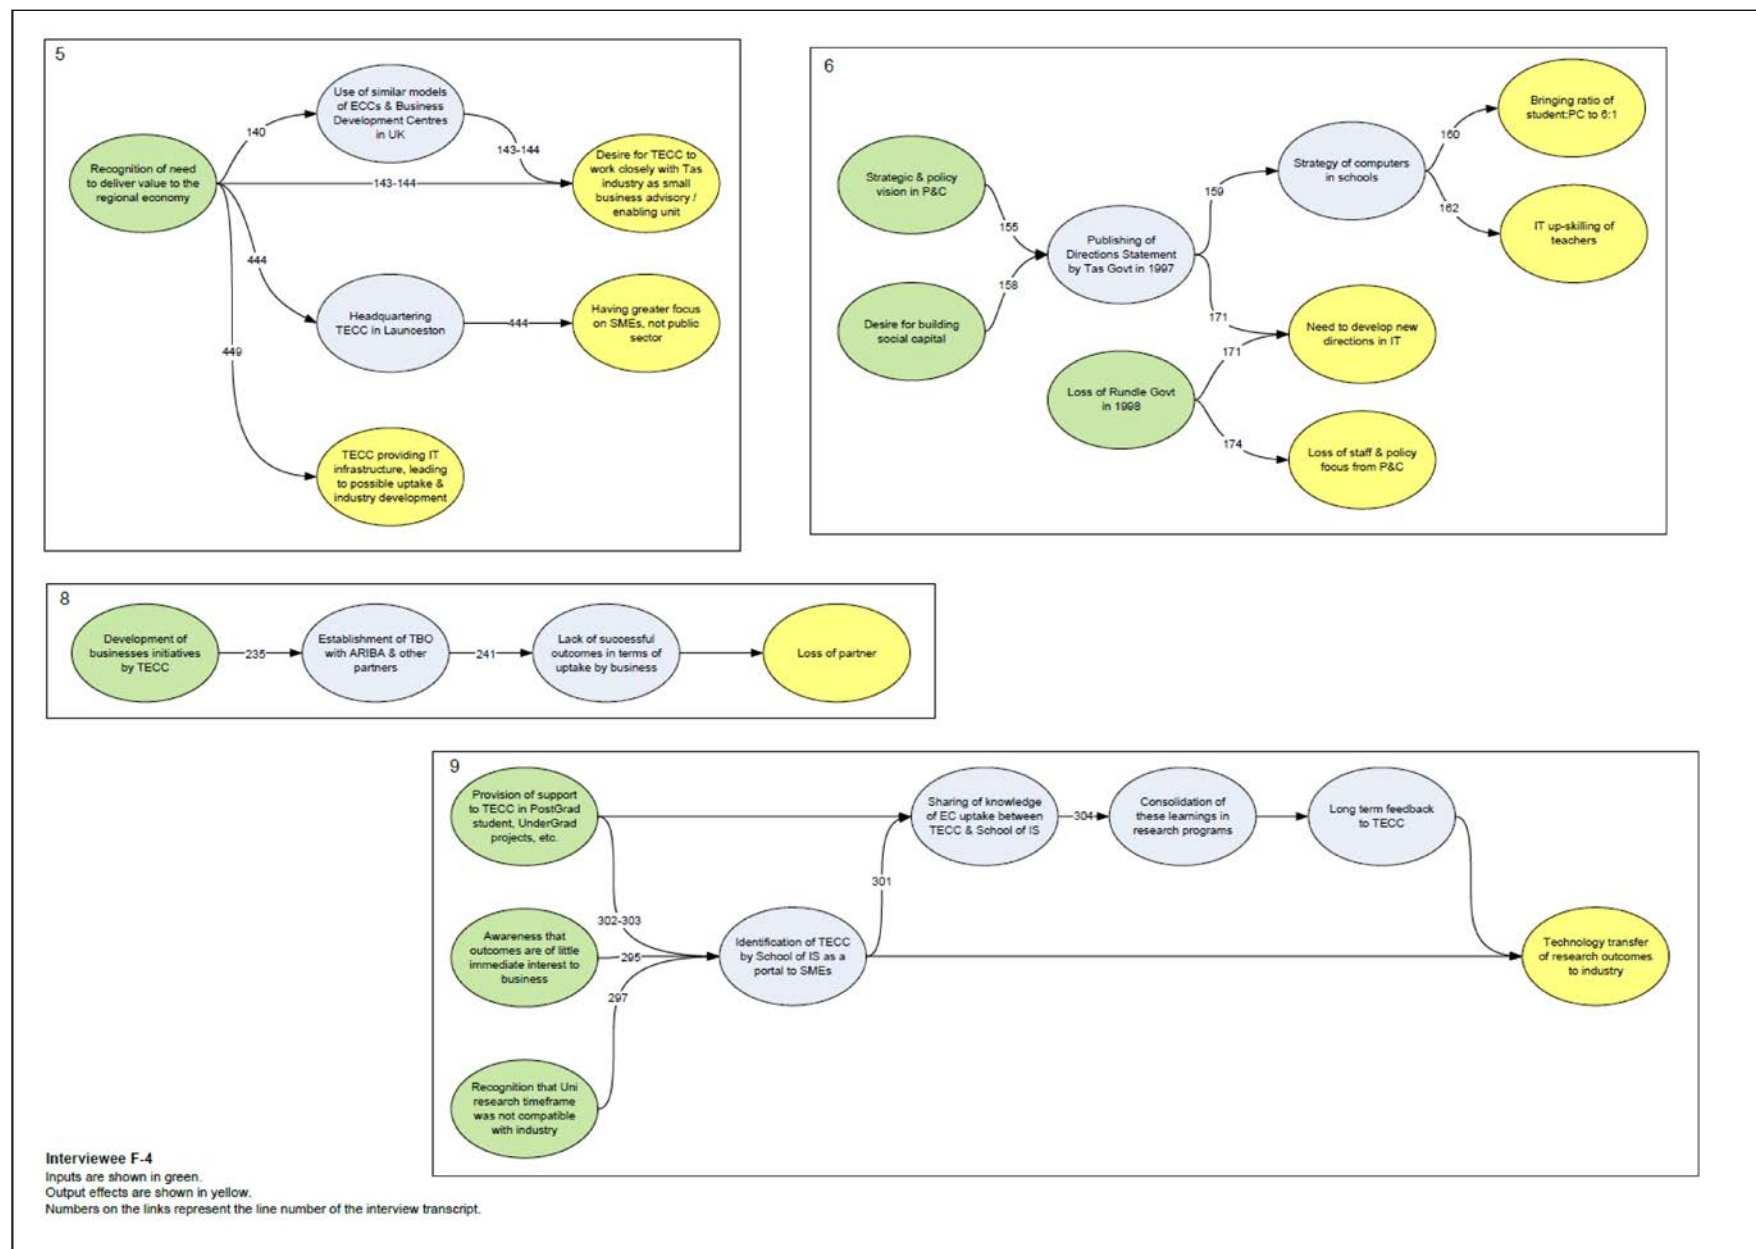 5
Use of similar models
of ECCs & Business
Development Centres
in UK
140
143-144
Recognition of need
to deliver value to the
regional economy
143-144
Desire for TECC to
work closely with Tas
industry as small
business advisory /
enabling unit
444
Headquartering
TECC in Launceston
444
Having greater focus
on SMEs, not public
sector
449
TECC providing IT
infrastructure, leading
to possible uptake &
industry development
6
Bringing ratio of
student:PC to 6:1
160
Strategic & policy
vision in P&C
Strategy of computers
in schools
159
162
IT up-skilling of
teachers
155
Publishing of
Directions Statement
by Tas Govt in 1997
158
Desire for building
social capital
171
Need to develop new
directions in IT
171
Loss of Rundle Govt
in 1998
174
Loss of staff & policy
focus from P&C
8
Development of
businesses initiatives
by TECC
235
Establishment of TBO
with ARIBA & other
partners
241
Lack of successful
outcomes in terms of
uptake by business
Loss of partner
9
Provision of support
to TECC in PostGrad
student, UnderGrad
projects, etc.
Sharing of knowledge
of EC uptake between
TECC & School of IS
304
Consolidation of
these learnings in
research programs
Long term feedback
to TECC
301
302-303
Awareness that
outcomes are of little
immediate interest to
business
295
Identification of TECC
by School of IS as a
portal to SMEs
Technology transfer
of research outcomes
to industry
297
Recognition that Uni
research timeframe
was not compatible
with industry
Interviewee F-4
Inputs are shown in green.
Output effects are shown in yellow.
Numbers on the links represent the line number of the interview transcript.